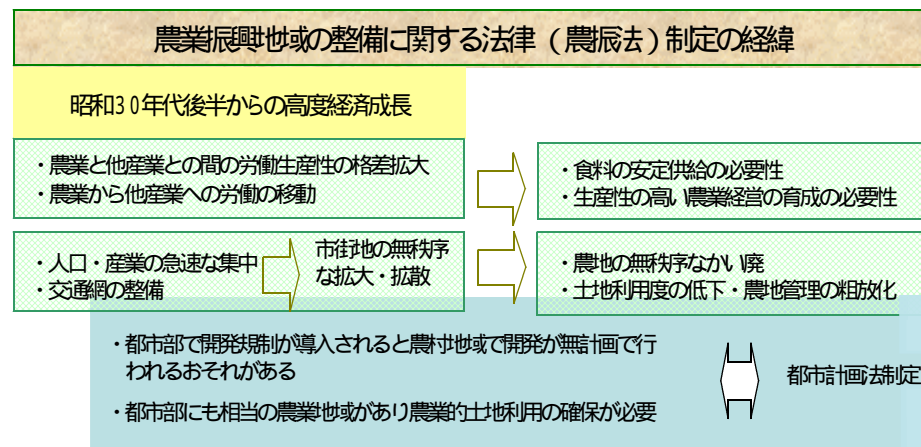 農業振興地域の整備に関する法律（農振法）制定の経緯
昭和30年代後半からの高度経済成長
・農業と他産業との間の労働生産性の格差拡大
・農業から他産業への労働の移動
・食料の安定供給の必要性
・生産性の高い農業経営の育成の必要性
・人口・産業の急速な集中
・交通網の整備
市街地の無秩序
な拡大・拡散
・農地の無秩序なかい廃
・土地利用度の低下・農地管理の粗放化
・都市部で開発規制が導入されると農村地域で開発が無計画で行
われるおそれがある
・都市部にも相当の農業地域があり農業的土地利用の確保が必要
都市計画法制定